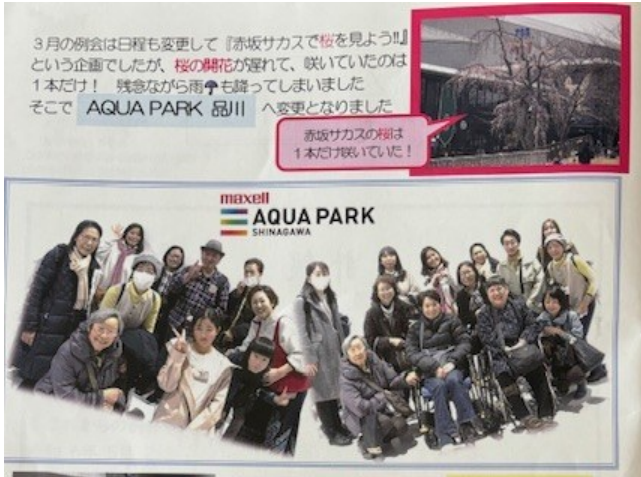 3月の例会は日程も変更して『赤坂サカスで桜を見よう!!』
という企画でしたが、桜の開花が遅れて、咲いていたのは
1本だけ! 残念ながら雨☂も降ってしまいました
そこで AQUA PARK 品川 へ変更となりました
赤坂サカスの桜は
1本だけ咲いていた!
maxell
AQUA PARK
SHINAGAWA